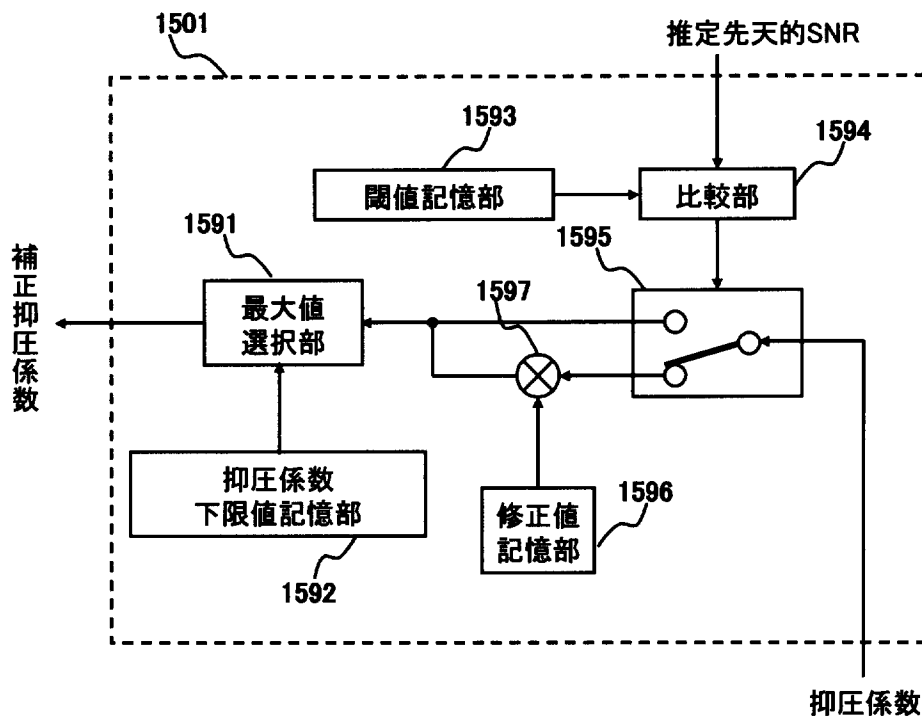 1501
推定先天的SNR
1593
1594
閾値記憶部
比較部
1591
1595
補正抑圧係数
最大値
選択部
1597
抑圧係数
下限値記憶部
修正値
記憶部
1596
1592
抑圧係数